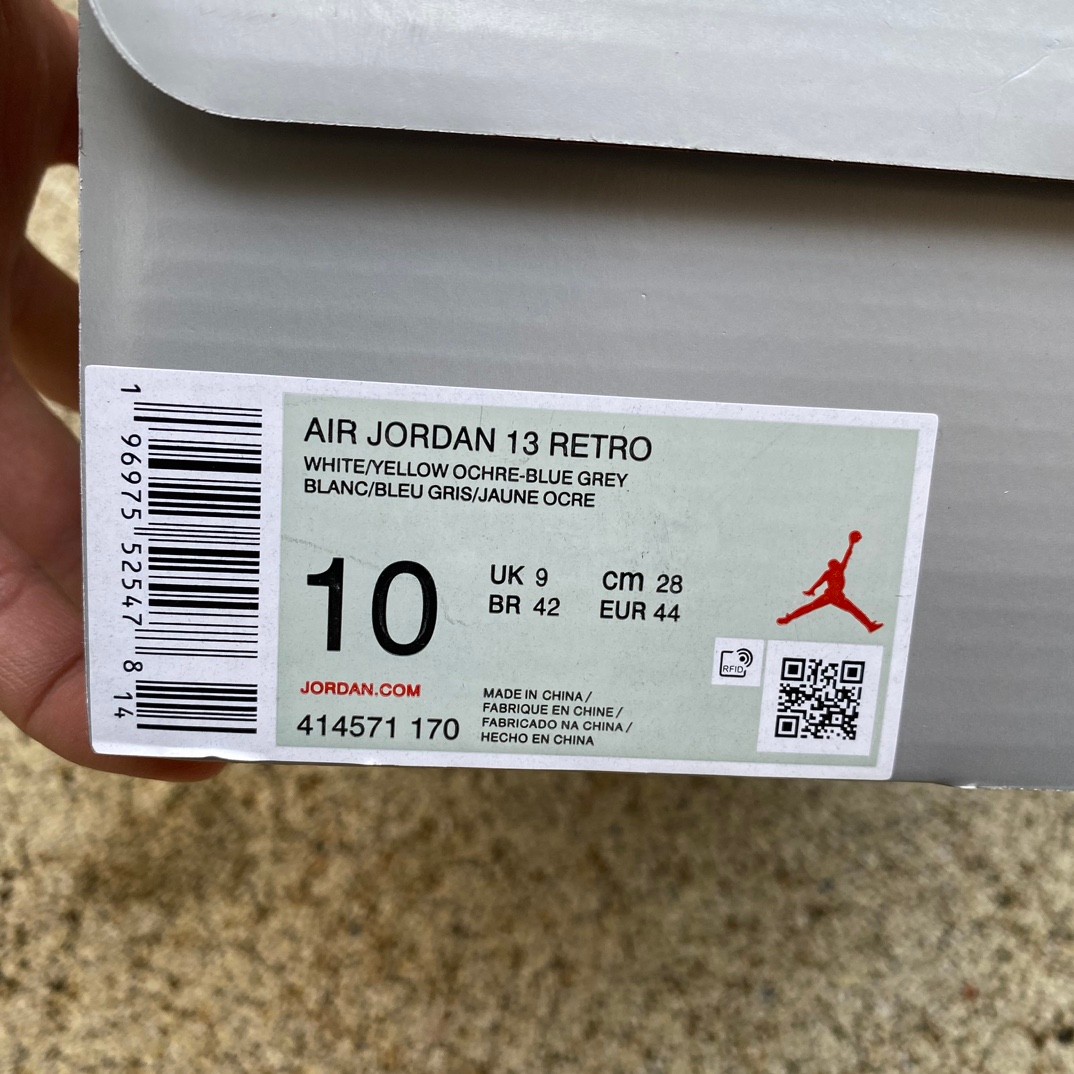 1 96975 52547 8 14
AIR JORDAN 13 RETRO
WHITE/YELLOW OCHRE-BLUE GREY
BLANC/BLEU GRIS/JAUNE OCRE
10
UK 9 cm 28
BR 42 EUR 44
RFID
JORDAN.COM
414571 170
MADE IN CHINA /
FABRIQUE EN CHINE /
FABRICADO NA CHINA /
HECHO EN CHINA